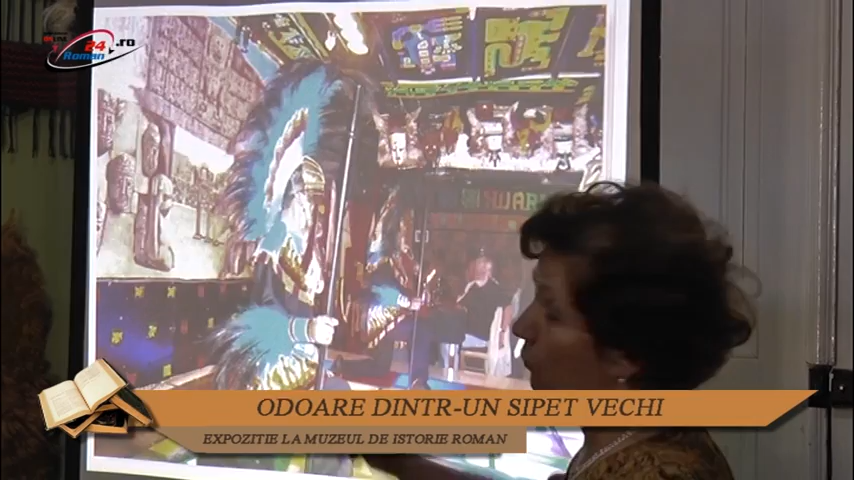 24
Roman
.ro
ODOARE DINTR-UN SIPET VECHI
EXPOZITIE LA MUZEUL DE ISTORIE ROMAN